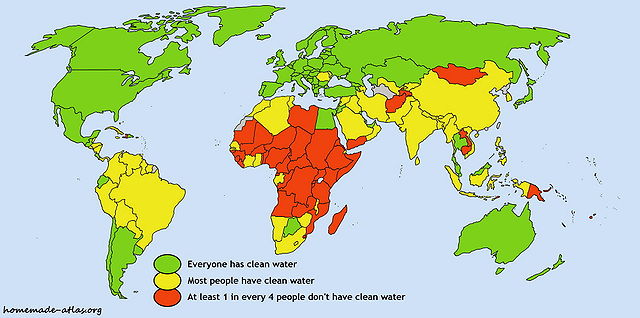 Everyone has clean water
Most people have clean water
At least 1 in every 4 people don't have clean water
homemade-atlas.org